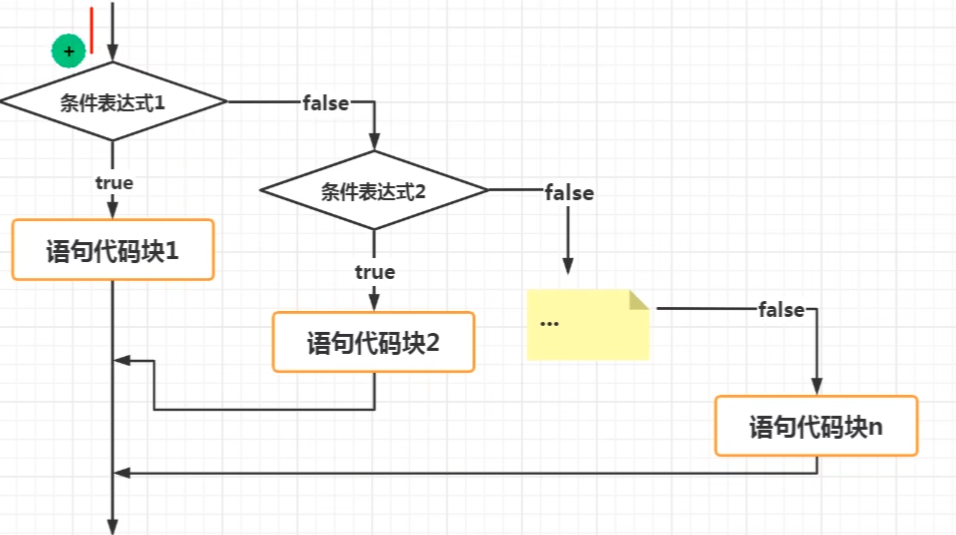 +
条件表达式1
false
条件表达式2
true
false
语句代码块1
true
...
false
语句代码块2
语句代码块n